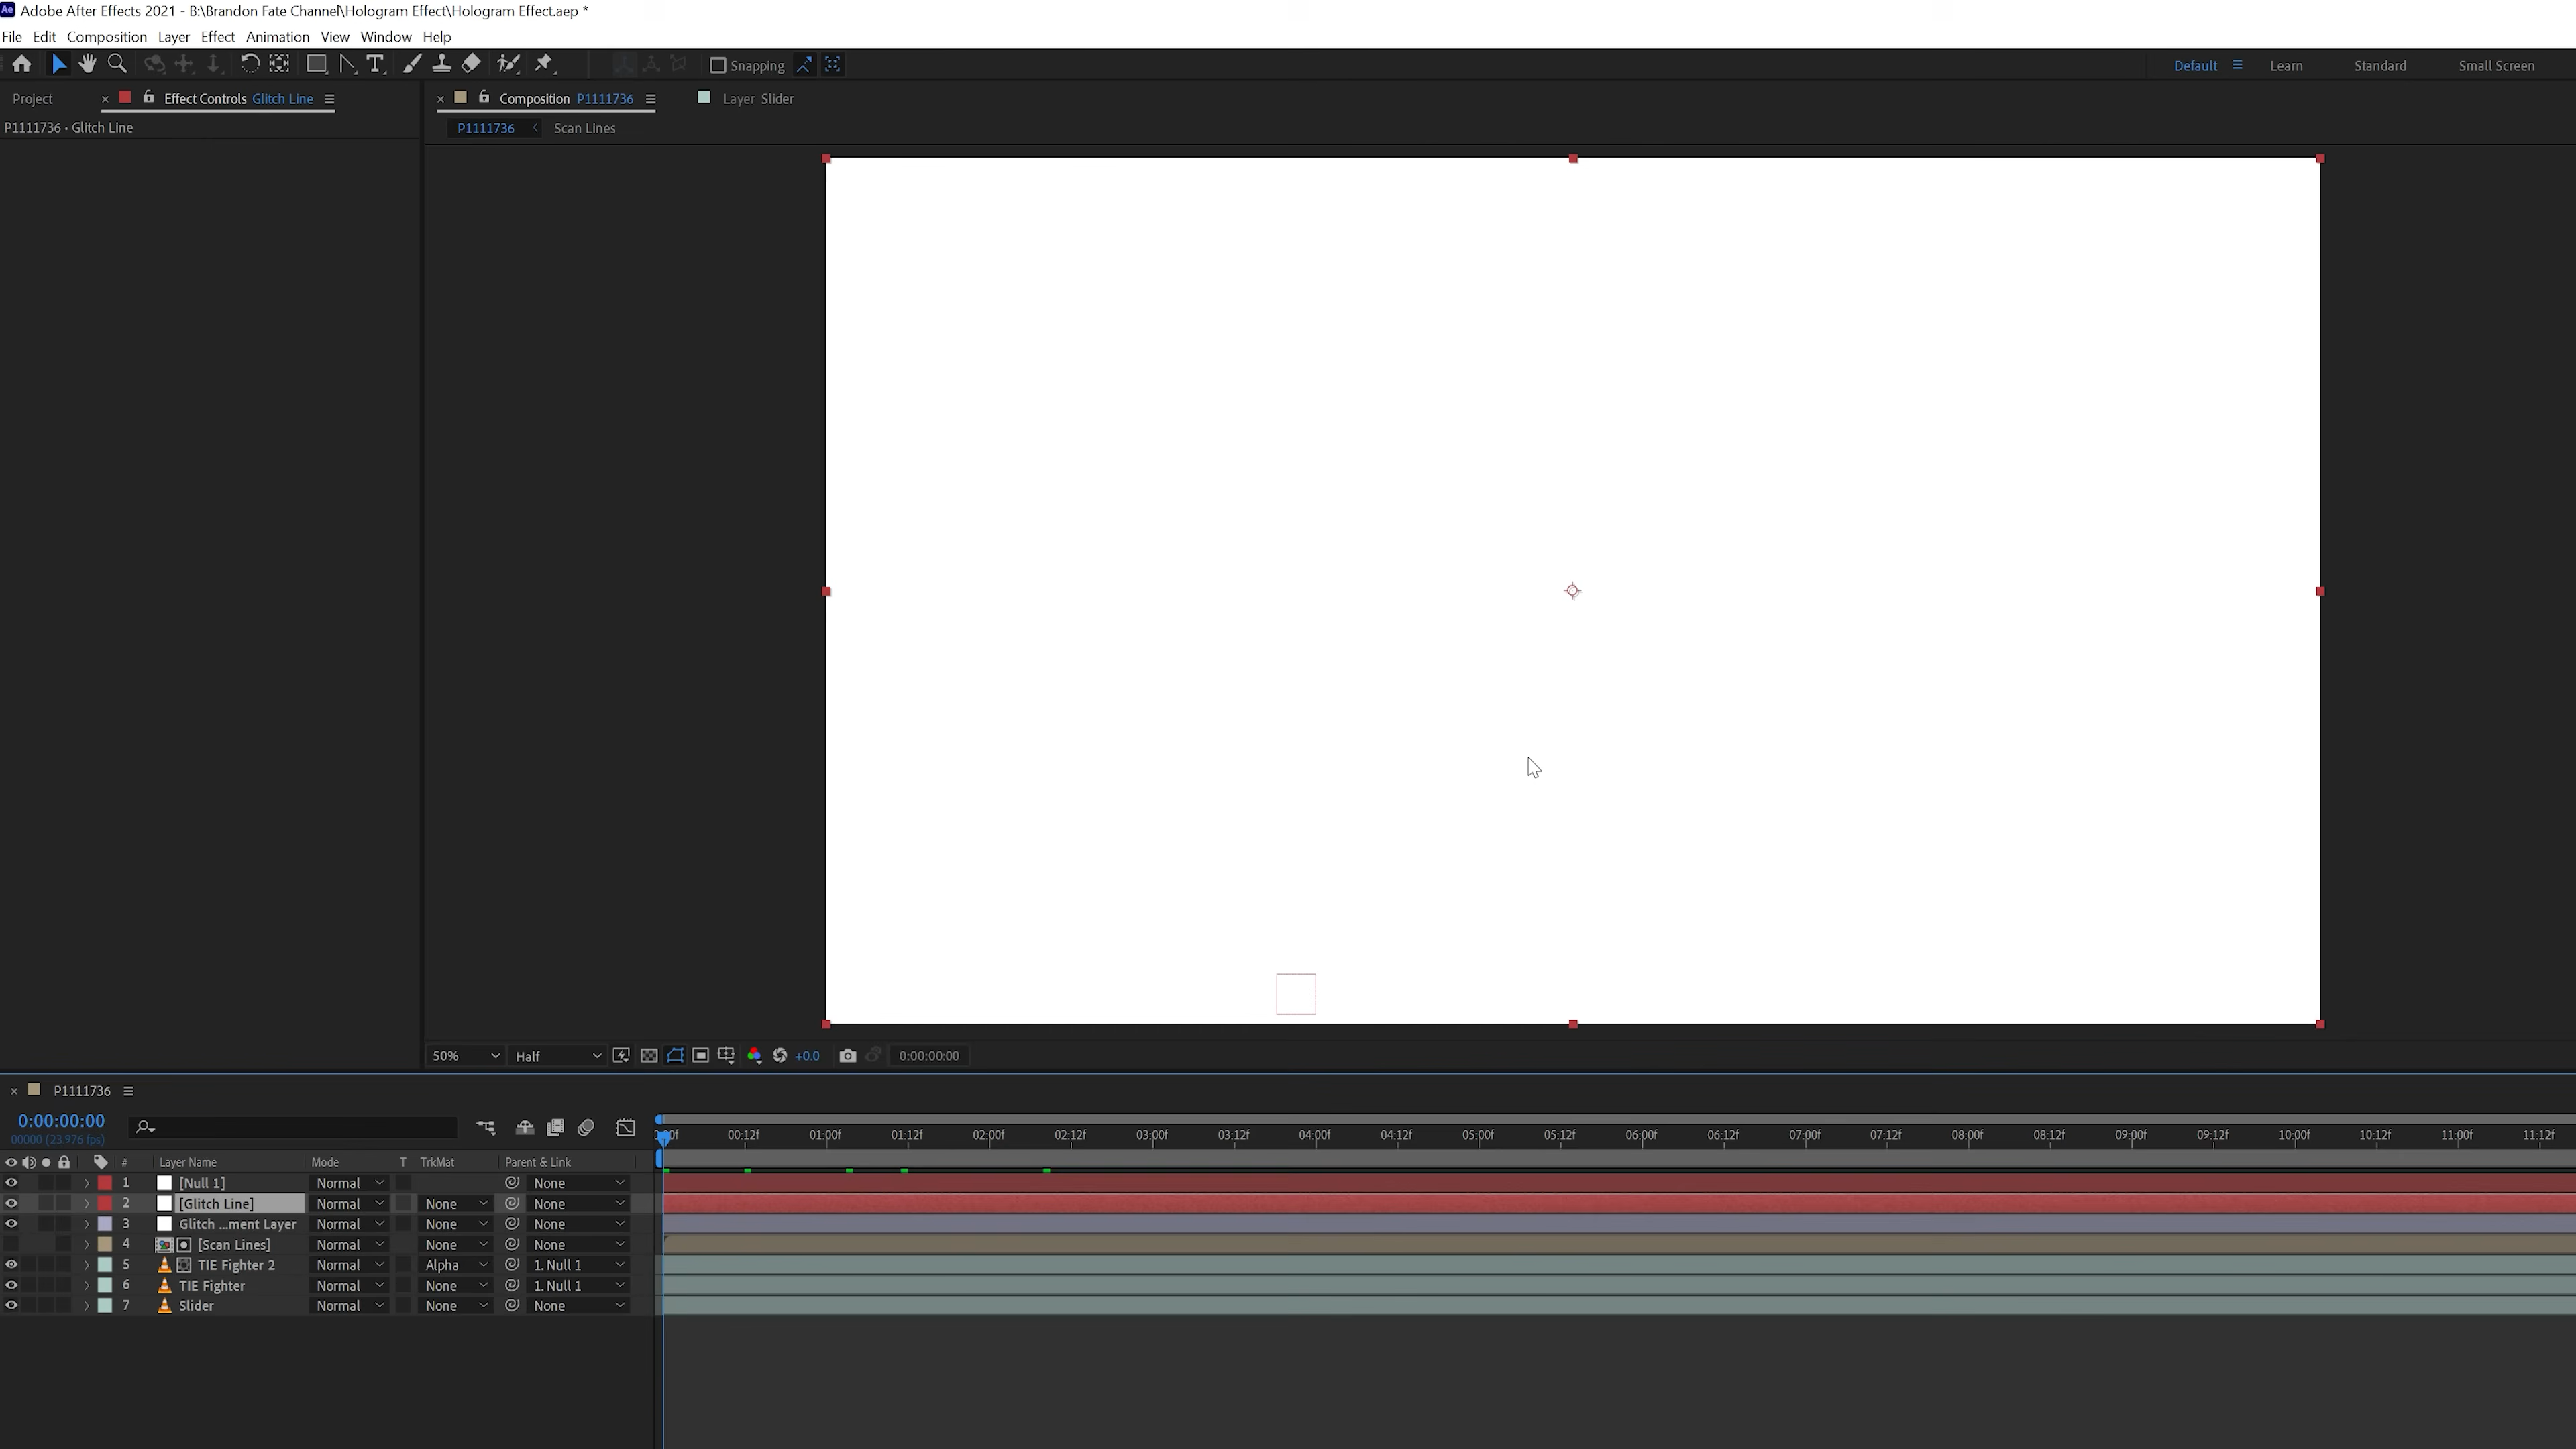 Ae Adobe After Effects 2021 - B:\Brandon Fate Channel\Hologram Effect\Hologram Effect.aep *
File Edit Composition Layer Effect Animation View Window Help
T Snapping Default Learn Standard Small Screen
Project × Effect Controls Glitch Line × Composition P1111736 Layer Slider
P1111736 • Glitch Line
P1111736 < Scan Lines
50% Half +0.0 0:00:00:00
× P1111736
0:00:00:00
00000 (23.976 fps)
00:12f 01:00f 01:12f 02:00f 02:12f 03:00f 03:12f 04:00f 04:12f 05:00f 05:12f 06:00f 06:12f 07:00f 07:12f 08:00f 08:12f 09:00f 09:12f 10:00f 10:12f 11:00f 11:12f
# Layer Name Mode T TrkMat Parent & Link
1 [Null 1] Normal None
2 [Glitch Line] Normal None None
3 Glitch ...ment Layer Normal None None
4 [Scan Lines] Normal None None
5 TIE Fighter 2 Normal Alpha 1. Null 1
6 TIE Fighter Normal None 1. Null 1
7 Slider Normal None None